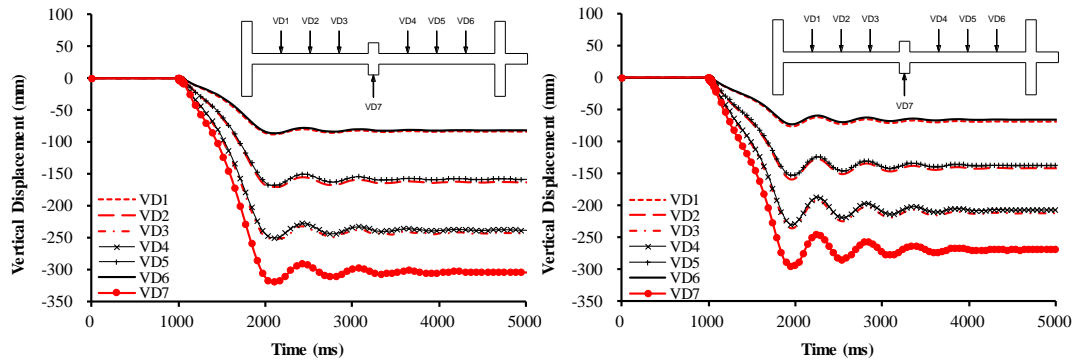 100
50
0
-50
-100
-150
-200
-250
-300
-350
Vertical Displacement (mm)
VD1 VD2 VD3 VD4 VD5 VD6
VD7
VD1
VD2
VD3
VD4
VD5
VD6
VD7
0 1000 2000 3000 4000 5000
Time (ms)
100
50
0
-50
-100
-150
-200
-250
-300
-350
Vertical Displacement (mm)
VD1 VD2 VD3 VD4 VD5 VD6
VD7
VD1
VD2
VD3
VD4
VD5
VD6
VD7
0 1000 2000 3000 4000 5000
Time (ms)